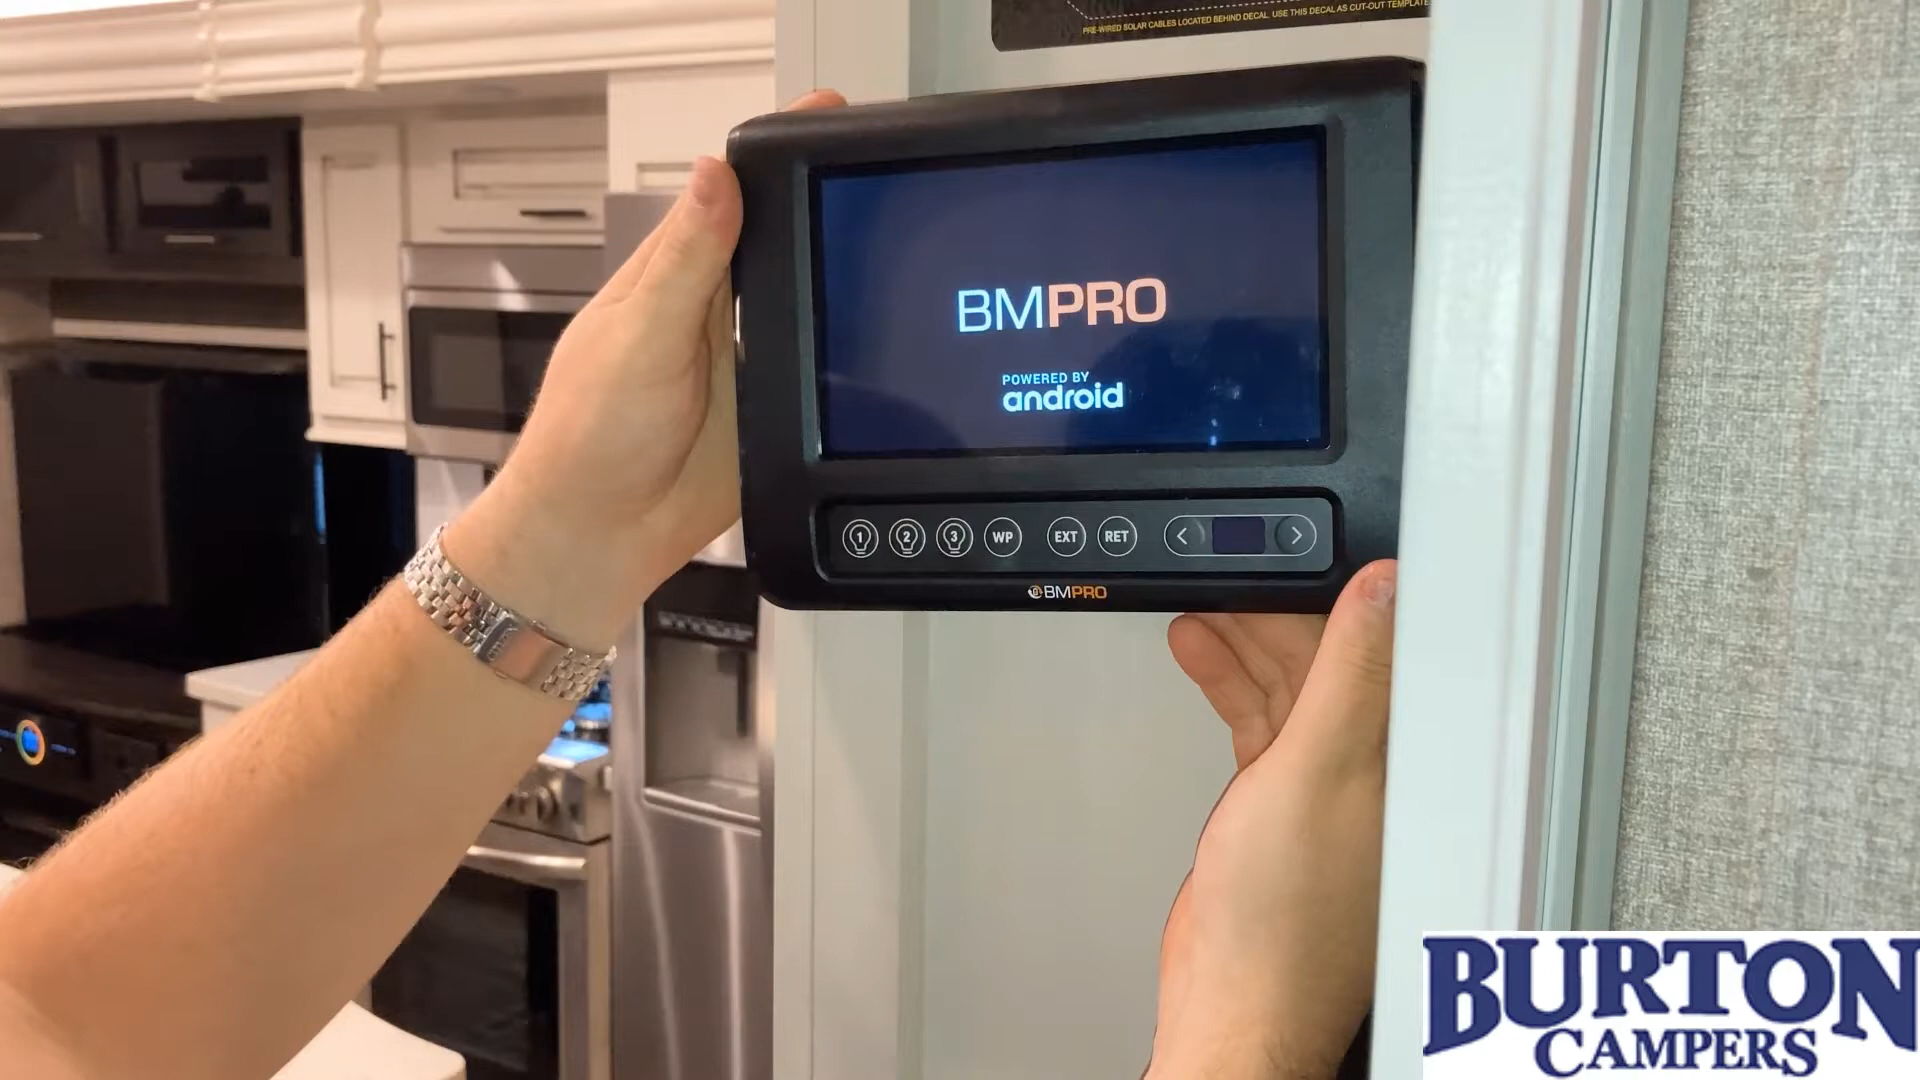 PRE-WIRED SOLAR CABLES LOCATED BEHIND DECAL. USE THIS DECAL AS CUT-OUT TEMPLATE
BMPRO
POWERED BY
android
1 2 3 WP EXT RET < >
BMPRO
BURTON
CAMPERS